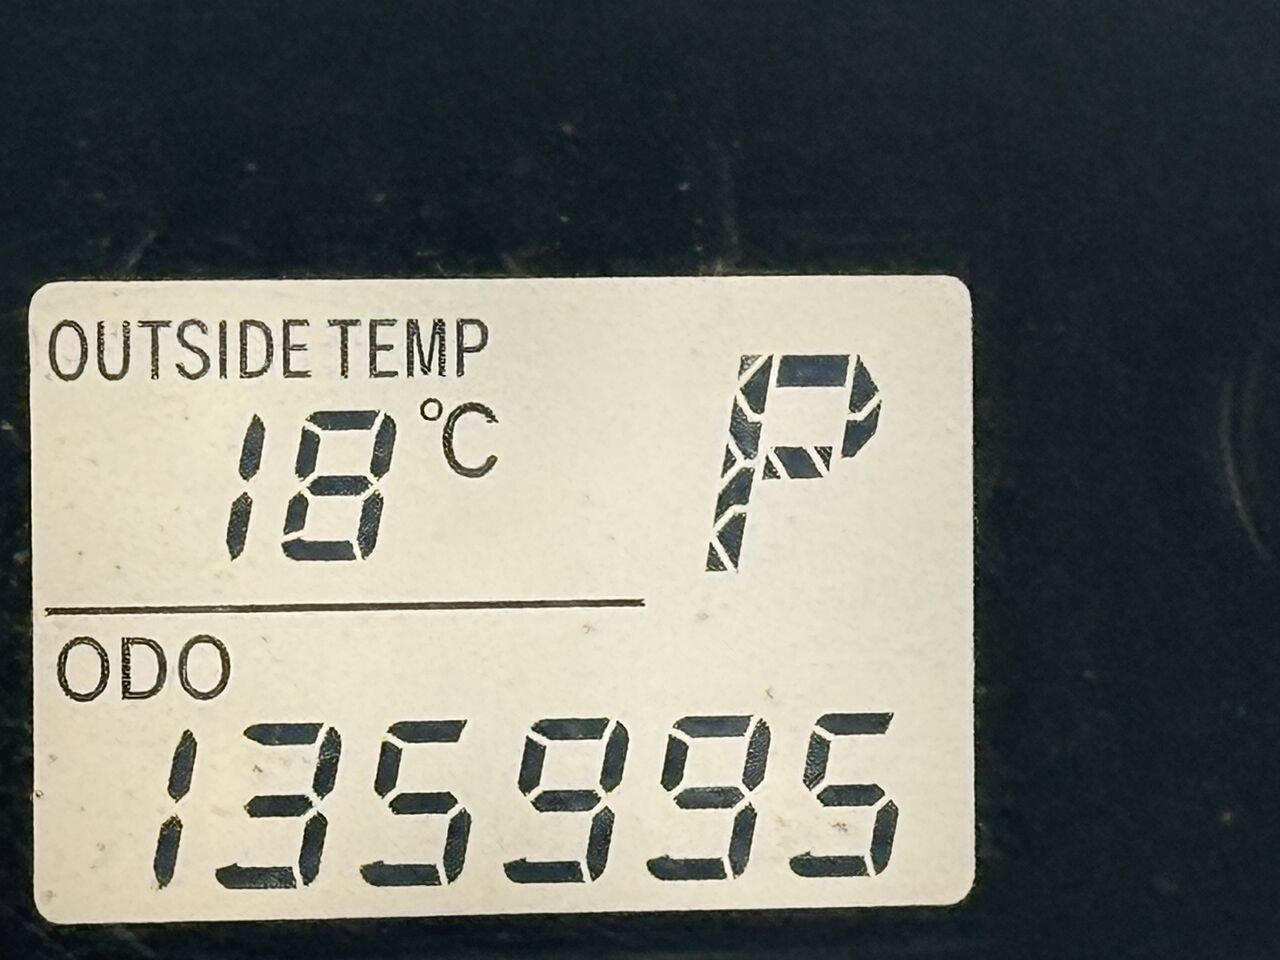 OUTSIDE TEMP
18 °C
P
ODO
135995